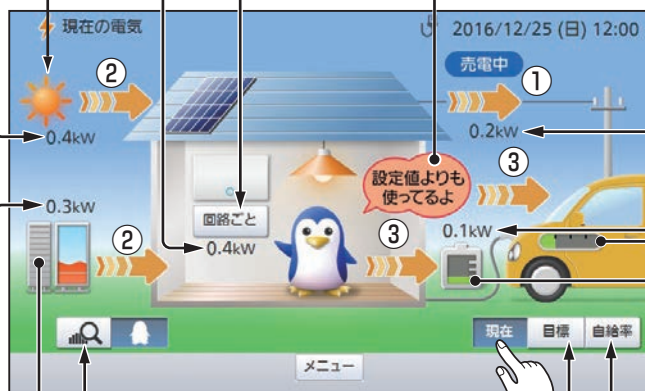 現在の電気
2016/12/25 (日) 12:00
売電中
②
①
0.4kW
0.2kW
③
設定値よりも
使ってるよ
0.3kW
回路ごと
0.1kW
②
0.4kW
③
現在
目標
自給率
メニュー